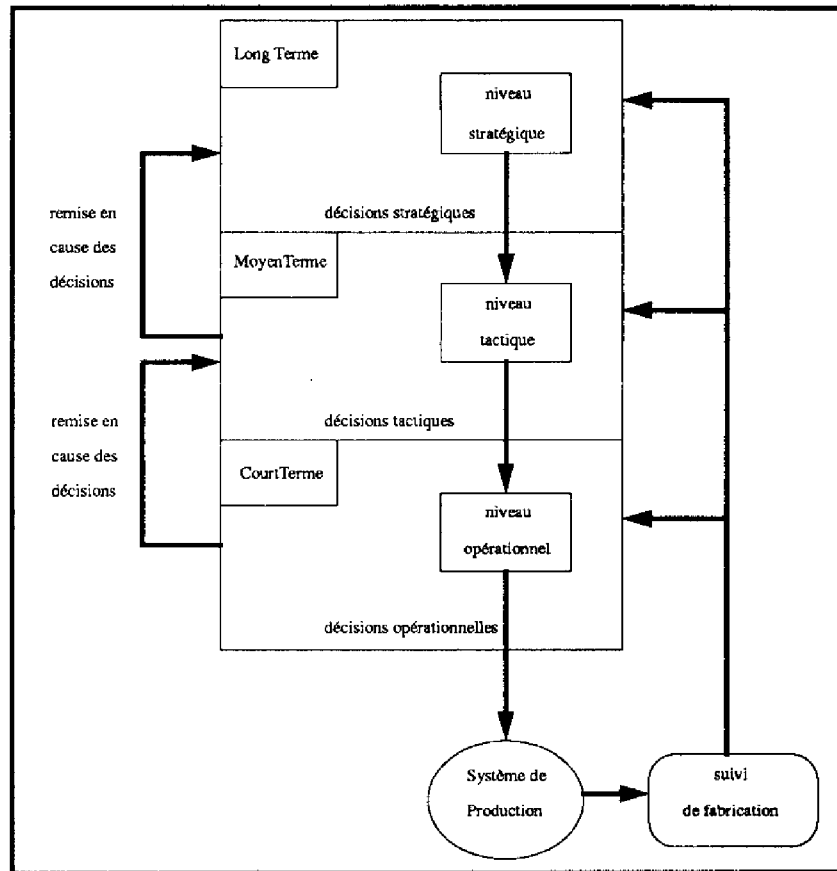 Long Terme
niveau
stratégique
remise en
cause des
décisions
décisions stratégiques
MoyenTerme
niveau
tactique
remise en
cause des
décisions
décisions tactiques
CourtTerme
niveau
opérationnel
décisions opérationnelles
Système de
Production
suivi
de fabrication